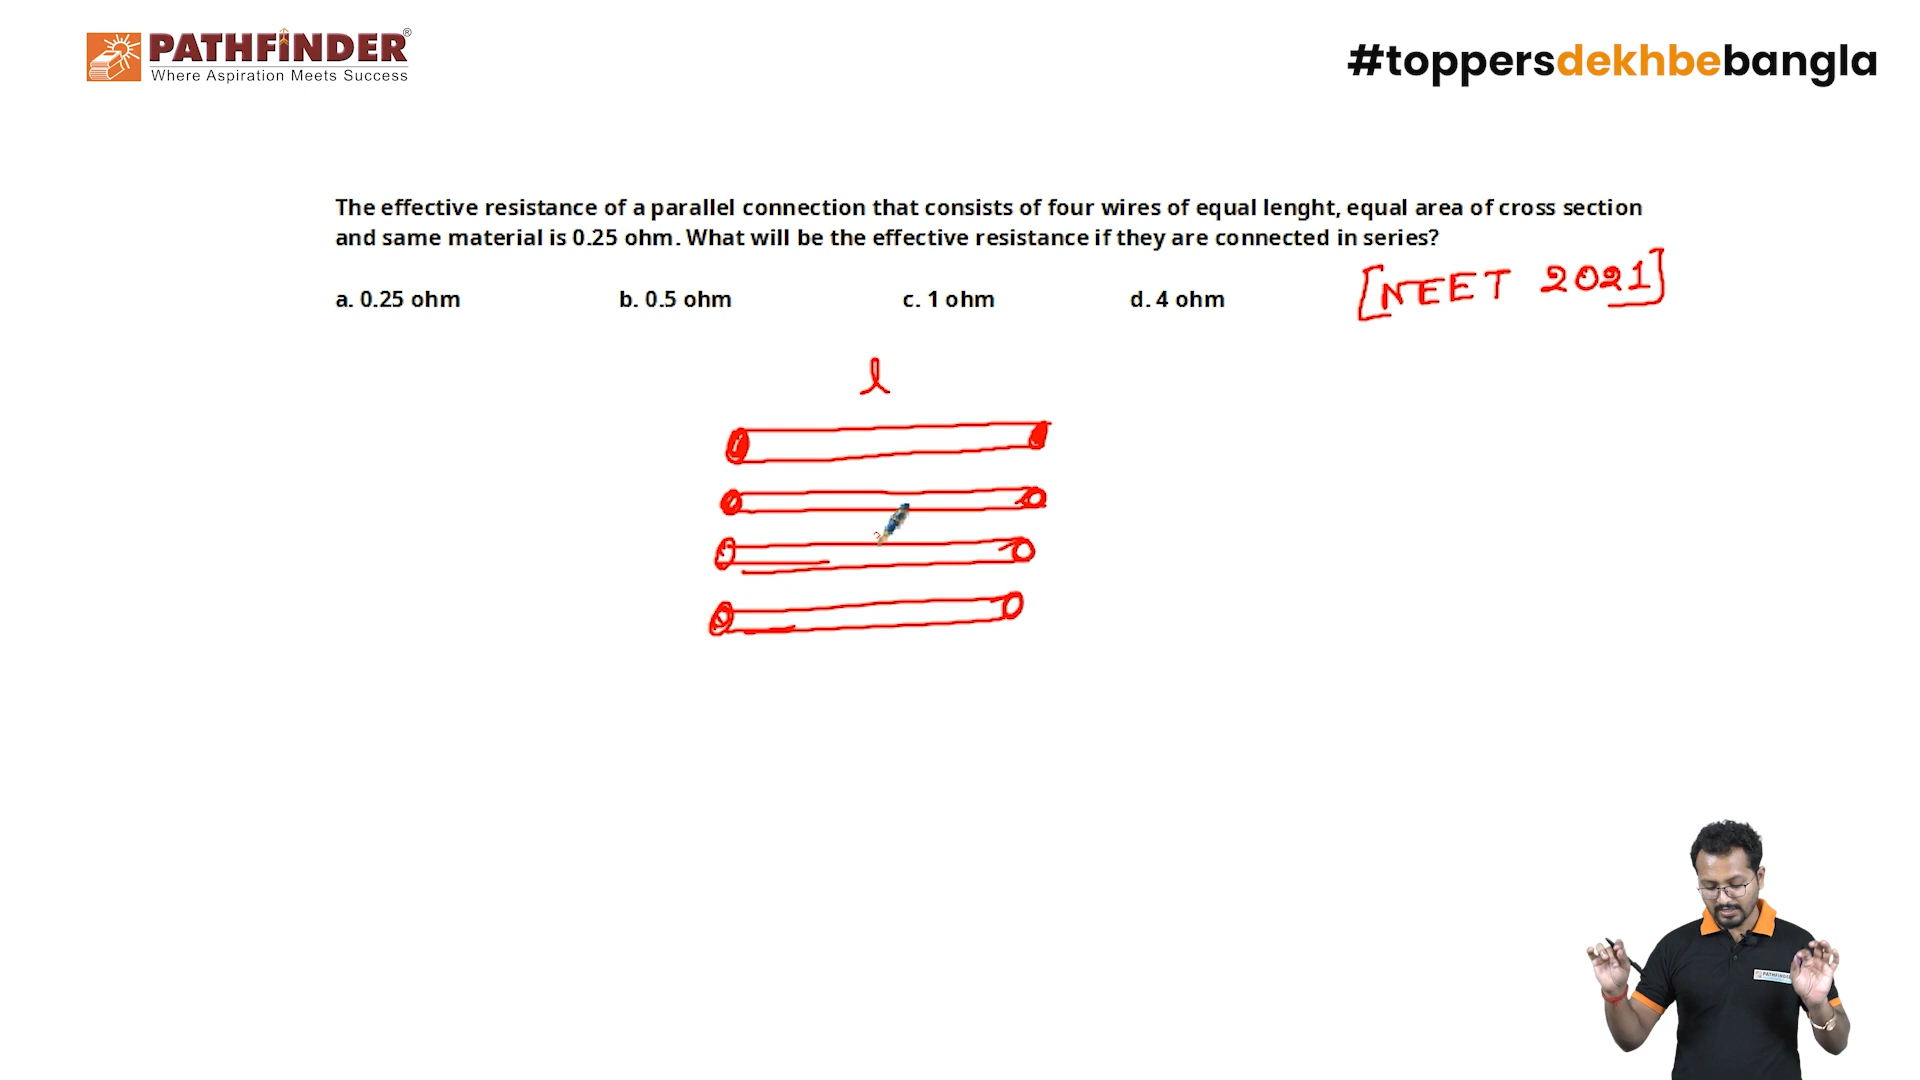 PATHFINDER®
Where Aspiration Meets Success
#toppersdekhbebangla
The effective resistance of a parallel connection that consists of four wires of equal lenght, equal area of cross section
and same material is 0.25 ohm. What will be the effective resistance if they are connected in series?
a. 0.25 ohm b. 0.5 ohm c. 1 ohm d. 4 ohm
[NEET 2021]
l
PATHFINDER